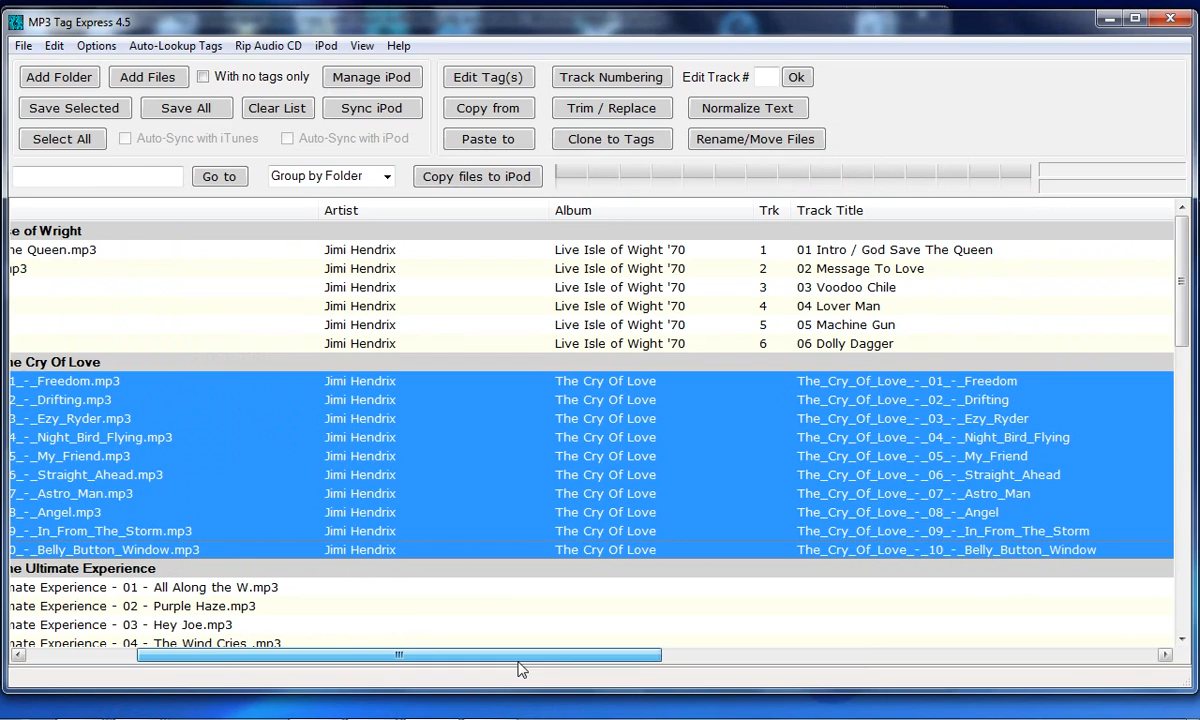 MP3 Tag Express 4.5
File Edit Options Auto-Lookup Tags Rip Audio CD iPod View Help
Add Folder Add Files With no tags only Manage iPod Edit Tag(s) Track Numbering Edit Track # Ok
Save Selected Save All Clear List Sync iPod Copy from Trim / Replace Normalize Text
Select All Auto-Sync with iTunes Auto-Sync with iPod Paste to Clone to Tags Rename/Move Files
Go to Group by Folder Copy files to iPod
Artist Album Trk Track Title
e of Wright
ne Queen.mp3 Jimi Hendrix Live Isle of Wight '70 1 01 Intro / God Save The Queen
np3 Jimi Hendrix Live Isle of Wight '70 2 02 Message To Love
Jimi Hendrix Live Isle of Wight '70 3 03 Voodoo Chile
Jimi Hendrix Live Isle of Wight '70 4 04 Lover Man
Jimi Hendrix Live Isle of Wight '70 5 05 Machine Gun
Jimi Hendrix Live Isle of Wight '70 6 06 Dolly Dagger
he Cry Of Love
1_-_Freedom.mp3 Jimi Hendrix The Cry Of Love The_Cry_Of_Love_-_01_-_Freedom
2_-_Drifting.mp3 Jimi Hendrix The Cry Of Love The_Cry_Of_Love_-_02_-_Drifting
3_-_Ezy_Ryder.mp3 Jimi Hendrix The Cry Of Love The_Cry_Of_Love_-_03_-_Ezy_Ryder
4_-_Night_Bird_Flying.mp3 Jimi Hendrix The Cry Of Love The_Cry_Of_Love_-_04_-_Night_Bird_Flying
5_-_My_Friend.mp3 Jimi Hendrix The Cry Of Love The_Cry_Of_Love_-_05_-_My_Friend
6_-_Straight_Ahead.mp3 Jimi Hendrix The Cry Of Love The_Cry_Of_Love_-_06_-_Straight_Ahead
7_-_Astro_Man.mp3 Jimi Hendrix The Cry Of Love The_Cry_Of_Love_-_07_-_Astro_Man
8_-_Angel.mp3 Jimi Hendrix The Cry Of Love The_Cry_Of_Love_-_08_-_Angel
9_-_In_From_The_Storm.mp3 Jimi Hendrix The Cry Of Love The_Cry_Of_Love_-_09_-_In_From_The_Storm
0_-_Belly_Button_Window.mp3 Jimi Hendrix The Cry Of Love The_Cry_Of_Love_-_10_-_Belly_Button_Window
he Ultimate Experience
mate Experience - 01 - All Along the W.mp3
mate Experience - 02 - Purple Haze.mp3
mate Experience - 03 - Hey Joe.mp3
mate Experience - 04 - The Wind Cries .mp3